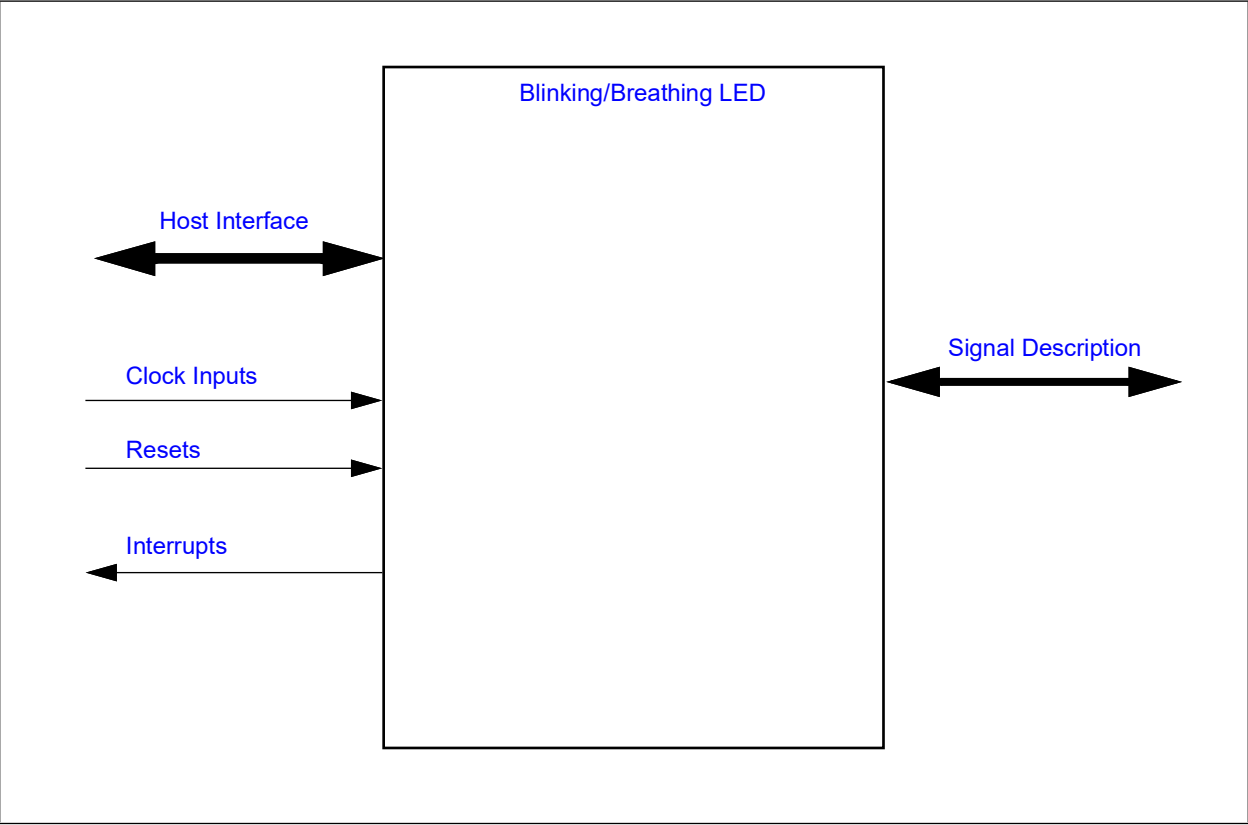 Blinking/Breathing LED
Host Interface
Signal Description
Clock Inputs
Resets
Interrupts